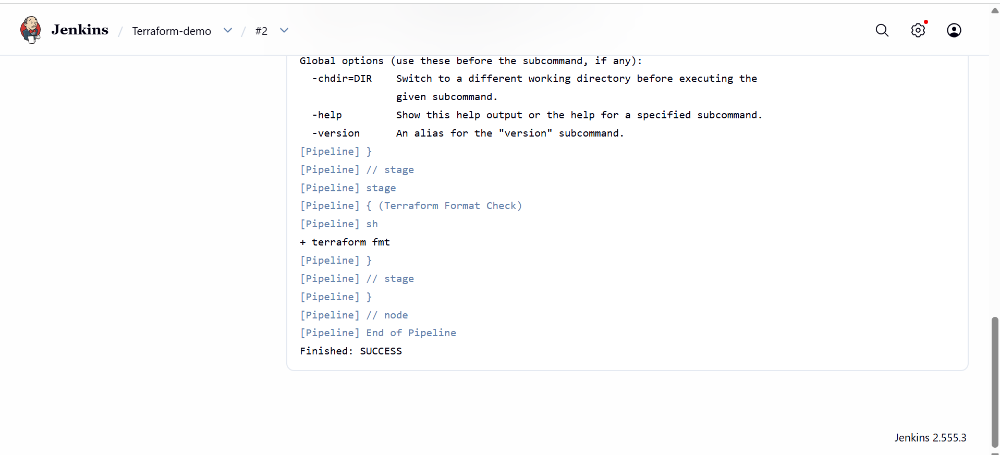 Jenkins / Terraform-demo / #2
Global options (use these before the subcommand, if any):
  -chdir=DIR    Switch to a different working directory before executing the
                given subcommand.
  -help         Show this help output or the help for a specified subcommand.
  -version      An alias for the "version" subcommand.
[Pipeline] }
[Pipeline] // stage
[Pipeline] stage
[Pipeline] { (Terraform Format Check)
[Pipeline] sh
+ terraform fmt
[Pipeline] }
[Pipeline] // stage
[Pipeline] }
[Pipeline] // node
[Pipeline] End of Pipeline
Finished: SUCCESS
Jenkins 2.555.3